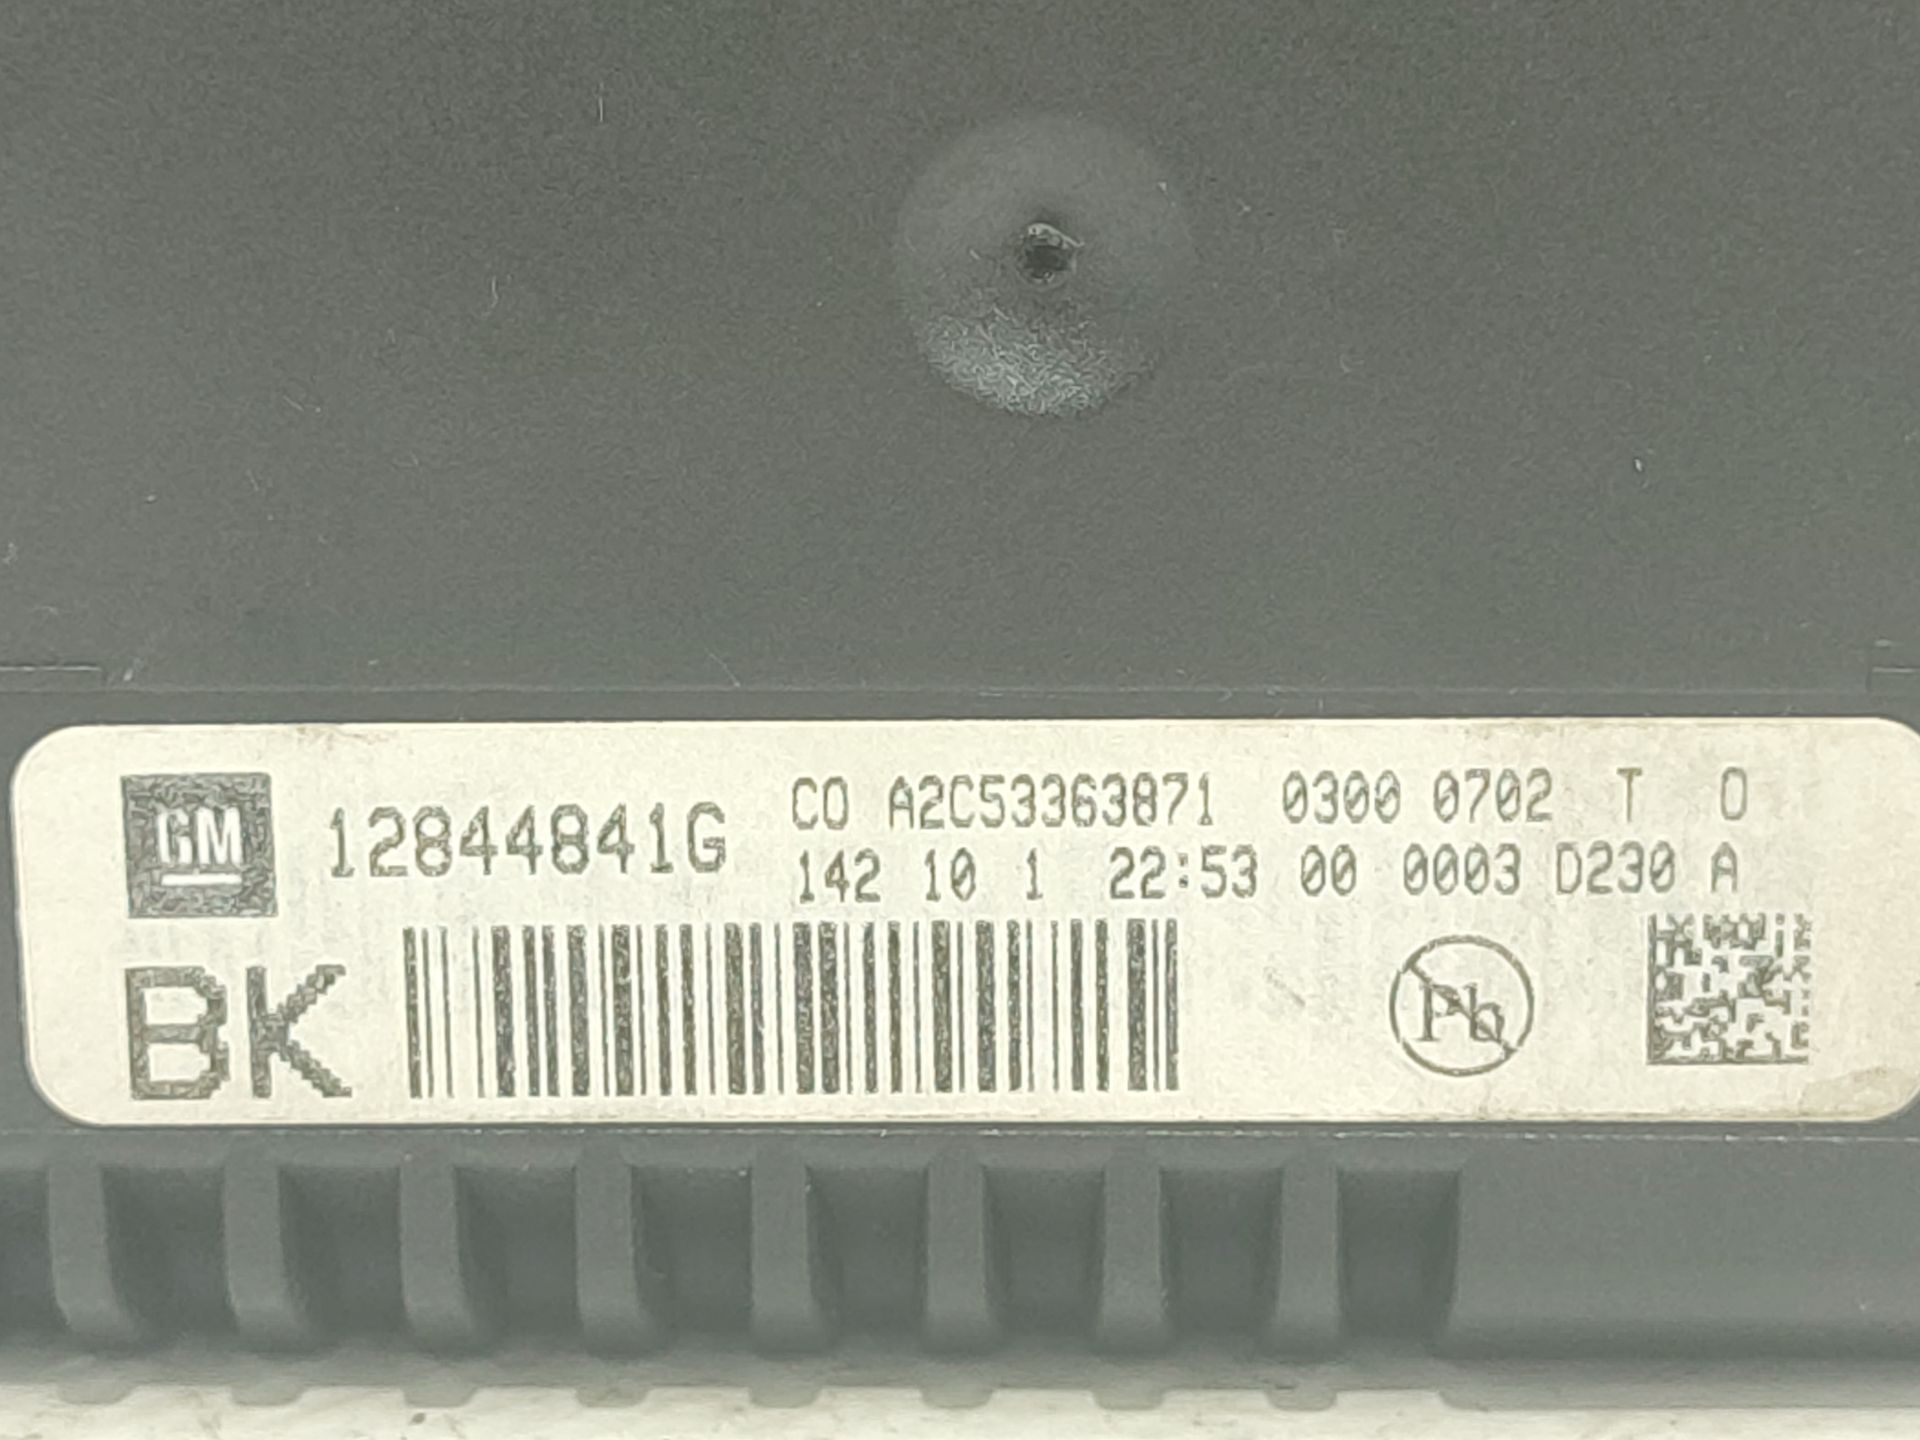 GM 12844841G CO A2C53363871 0300 0702 T 0
142 10 1 22:53 00 0003 D230 A
BK
Pb